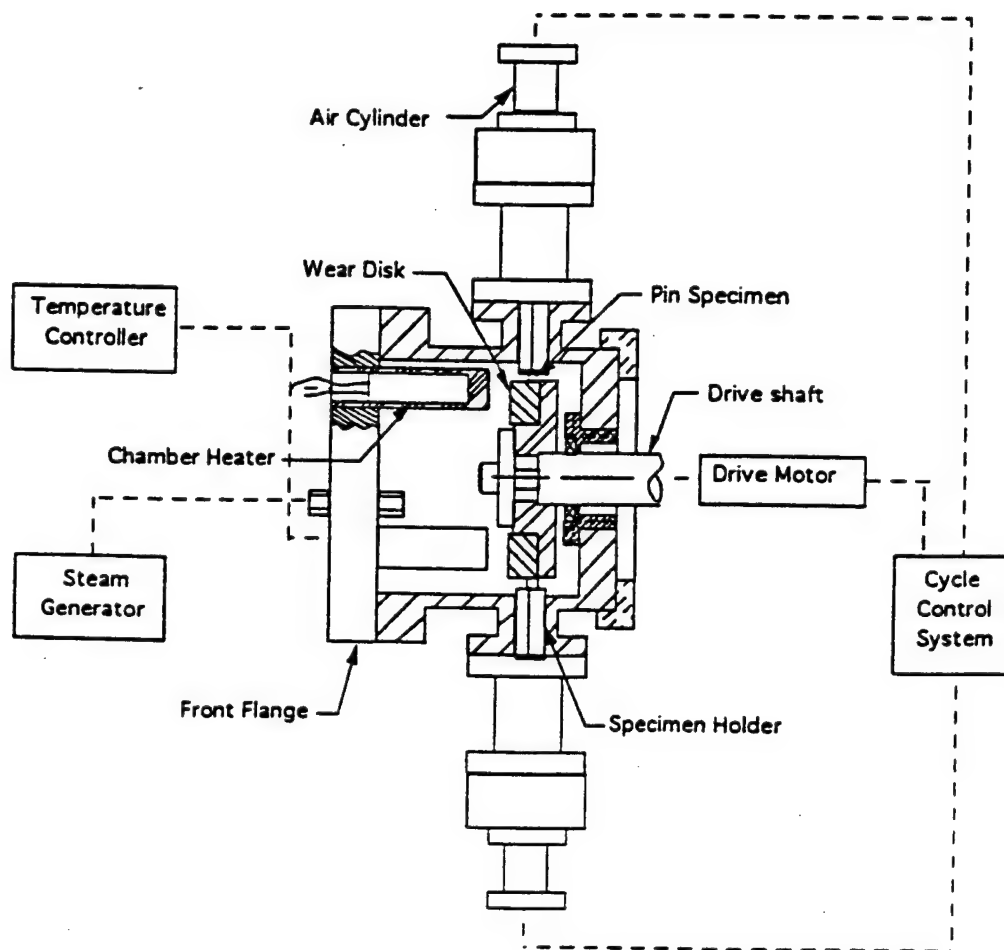 Air Cylinder
Wear Disk
Pin Specimen
Temperature
Controller
Drive shaft
Chamber Heater
Drive Motor
Steam
Generator
Cycle
Control
System
Front Flange
Specimen Holder